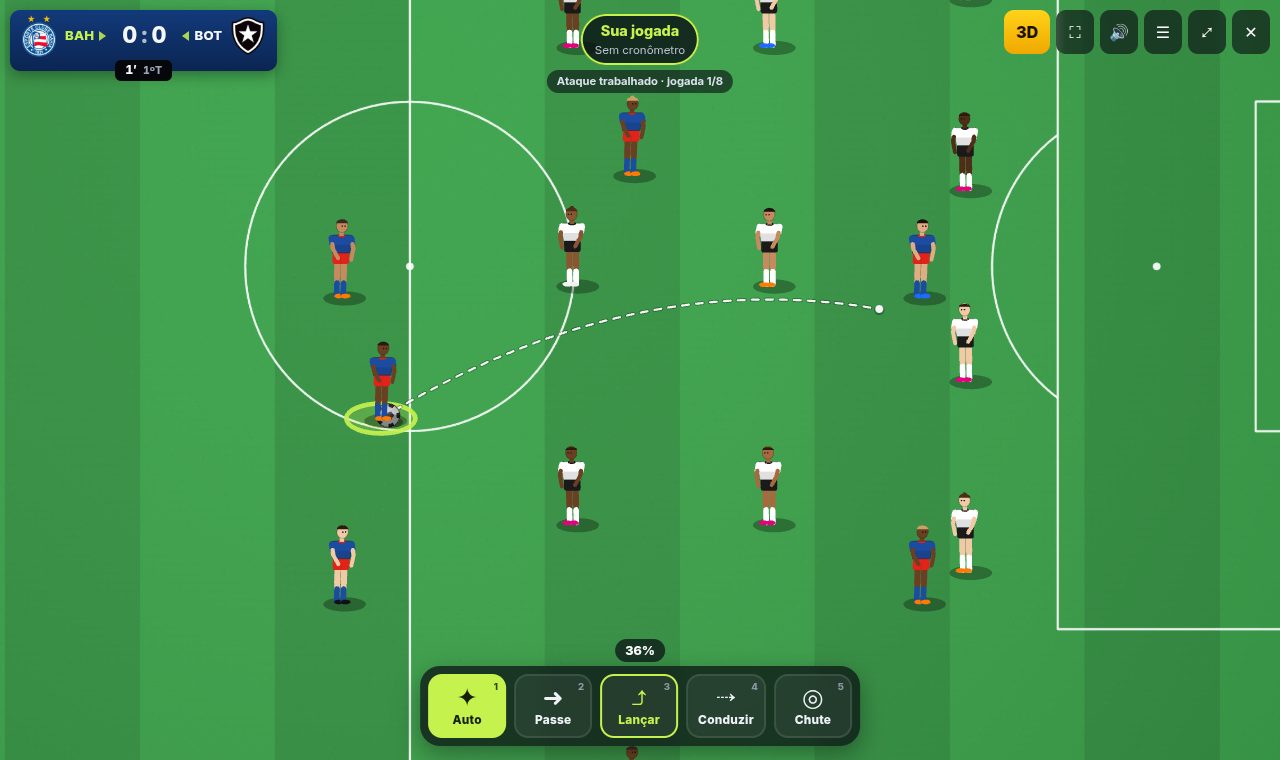 BAH 0:0 BOT
1' 1ºT
Sua jogada
Sem cronômetro
Ataque trabalhado · jogada 1/8
3D
36%
1 2 3 4 5
Auto Passe Lançar Conduzir Chute